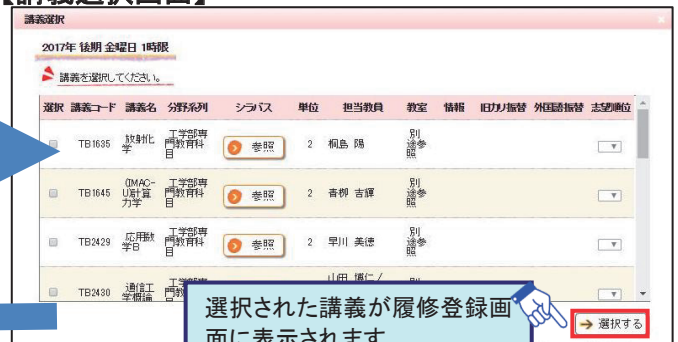 【講義選択画面】
講義選択
2017年 後期 金曜日 1時限
講義を選択してください。
選択 講義コード 講義名 分野系列 シラバス 単位 担当教員 教室 情報 旧カリ振替 外国語振替 志望順位
TB1635 放射化学 工学部専門教育科目 参照 2 桐島 陽 別途参照
TB1645 (IMAC-U)計算力学 工学部専門教育科目 参照 2 青柳 吉輝 別途参照
TB2429 応用数学B 工学部専門教育科目 参照 2 早川 美徳 別途参照
TB2430 通信工学概論 工学部専 山田 博仁/
選択された講義が履修登録画
面に表示されます
選択する